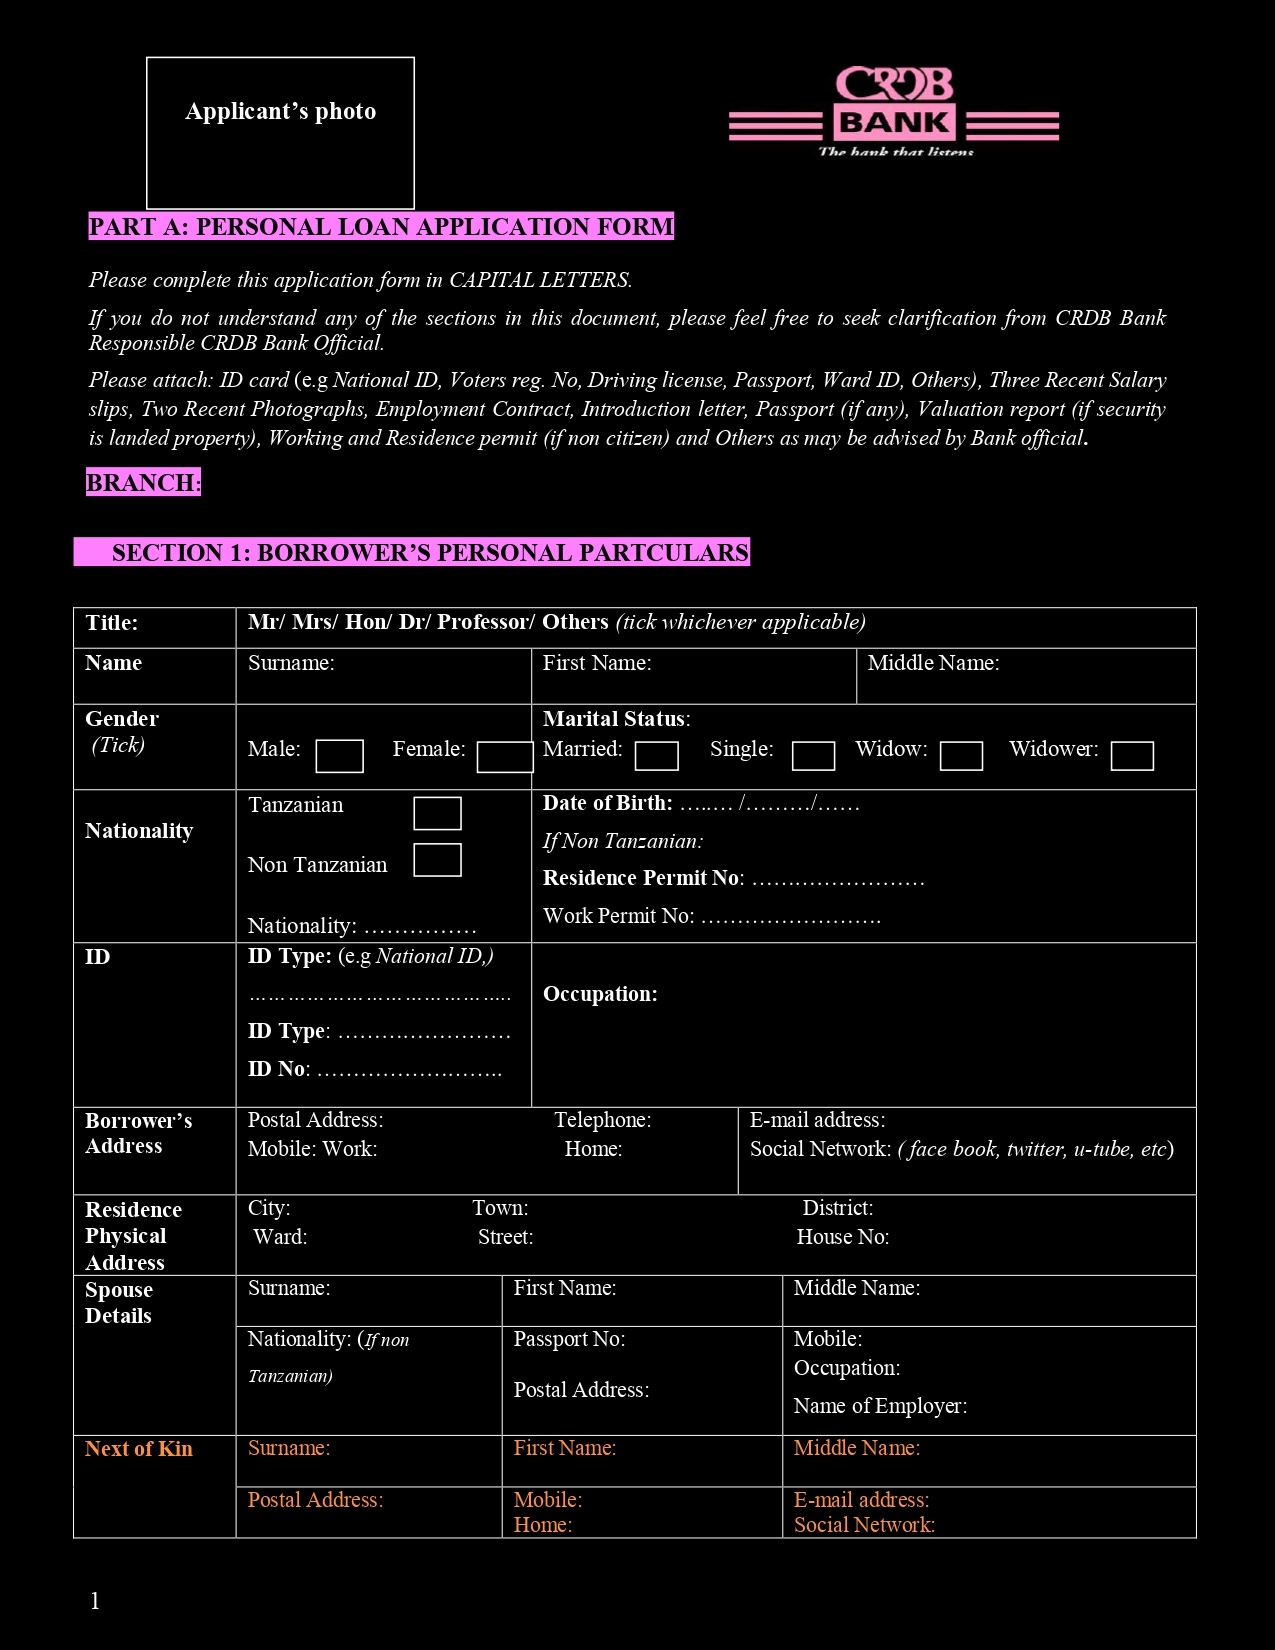 Applicant’s photo
CRDB
BANK
The bank that listens
PART A: PERSONAL LOAN APPLICATION FORM
Please complete this application form in CAPITAL LETTERS.
If you do not understand any of the sections in this document, please feel free to seek clarification from CRDB Bank
Responsible CRDB Bank Official.
Please attach: ID card (e.g National ID, Voters reg. No, Driving license, Passport, Ward ID, Others), Three Recent Salary
slips, Two Recent Photographs, Employment Contract, Introduction letter, Passport (if any), Valuation report (if security
is landed property), Working and Residence permit (if non citizen) and Others as may be advised by Bank official.
BRANCH:
SECTION 1: BORROWER’S PERSONAL PARTCULARS
Title: Mr/ Mrs/ Hon/ Dr/ Professor/ Others (tick whichever applicable)
Name Surname: First Name: Middle Name:
Gender Marital Status:
(Tick) Male: Female: Married: Single: Widow: Widower:
Tanzanian Date of Birth: …..… /………/……
Nationality If Non Tanzanian:
Non Tanzanian Residence Permit No: ……………………
Nationality: …………… Work Permit No: …………………….
ID ID Type: (e.g National ID,)
………………………………….. Occupation:
ID Type: ……………………
ID No: ……………………..
Borrower’s Postal Address: Telephone: E-mail address:
Address Mobile: Work: Home: Social Network: ( face book, twitter, u-tube, etc)
Residence City: Town: District:
Physical Ward: Street: House No:
Address
Spouse Surname: First Name: Middle Name:
Details
Nationality: (If non Passport No: Mobile:
Tanzanian) Occupation:
Postal Address:
Name of Employer:
Next of Kin Surname: First Name: Middle Name:
Postal Address: Mobile: E-mail address:
Home: Social Network:
1